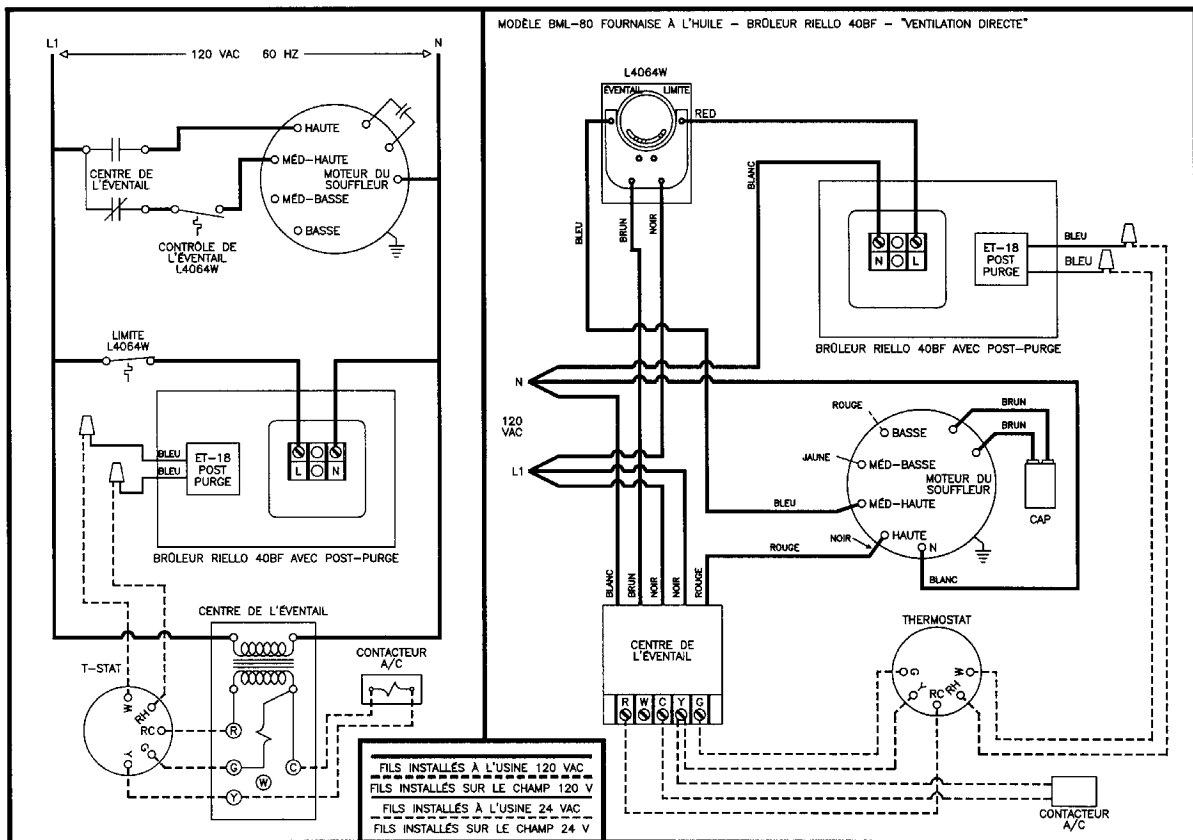 L1
N
120 VAC 60 HZ
HAUTE
MÉD-HAUTE
MOTEUR DU
SOUFFLEUR
MÉD-BASSE
BASSE
CENTRE DE
L'ÉVENTAIL
CONTRÔLE DE
L'ÉVENTAIL
L4064W
LIMITE
L4064W
BLEU
BLEU
ET-18
POST
PURGE
L
N
BRÛLEUR RIELLO 40BF AVEC POST-PURGE
CENTRE DE L'ÉVENTAIL
T-STAT
W
RH
RC
G
Y
R
G
W
C
Y
CONTACTEUR
A/C
FILS INSTALLÉS À L'USINE 120 VAC
FILS INSTALLÉS SUR LE CHAMP 120 V
FILS INSTALLÉS À L'USINE 24 VAC
FILS INSTALLÉS SUR LE CHAMP 24 V
MODÈLE BML-80 FOURNAISE À L'HUILE - BRÛLEUR RIELLO 40BF - "VENTILATION DIRECTE"
L4064W
ÉVENTAIL LIMITE
RED
BLEU
BRUN
NOIR
BLANC
N
L
ET-18
POST
PURGE
BLEU
BLEU
BRÛLEUR RIELLO 40BF AVEC POST-PURGE
N
120
VAC
L1
ROUGE
BASSE
JAUNE
MÉD-BASSE
MOTEUR DU
SOUFFLEUR
BLEU
MÉD-HAUTE
NOIR
HAUTE
N
ROUGE
BLANC
BRUN
BRUN
CAP
BLANC
BRUN
NOIR
NOIR
ROUGE
CENTRE DE
L'ÉVENTAIL
R W C Y G
THERMOSTAT
G
Y
RC
RH
W
CONTACTEUR
A/C